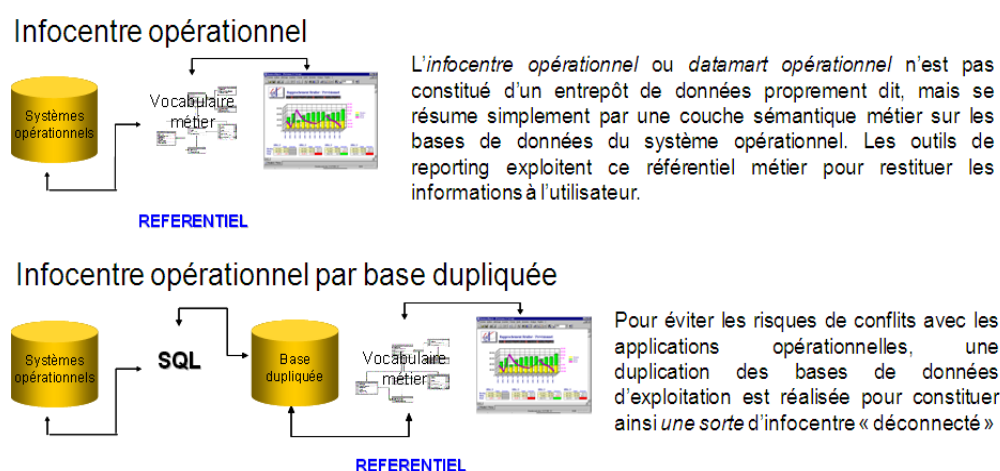 Infocentre opérationnel
Systèmes
opérationnels
Vocabulaire
métier
REFERENTIEL
L'infocentre opérationnel ou datamart opérationnel n'est pas
constitué d'un entrepôt de données proprement dit, mais se
résume simplement par une couche sémantique métier sur les
bases de données du système opérationnel. Les outils de
reporting exploitent ce référentiel métier pour restituer les
informations à l'utilisateur.
Infocentre opérationnel par base dupliquée
Systèmes
opérationnels
SQL
Base
dupliquée
Vocabulaire
métier
REFERENTIEL
Pour éviter les risques de conflits avec les
applications opérationnelles, une
duplication des bases de données
d'exploitation est réalisée pour constituer
ainsi une sorte d'infocentre « déconnecté »